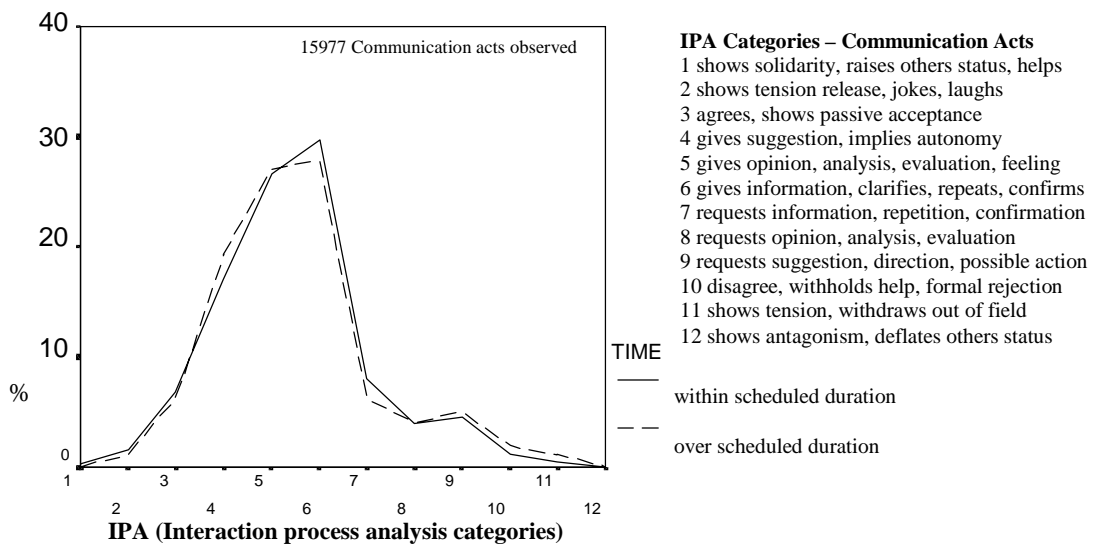 40
15977 Communication acts observed
30
20
10
%
0
1
3
4
5
7
9
11
12
2
6
8
10
IPA (Interaction process analysis categories)
IPA Categories – Communication Acts
1 shows solidarity, raises others status, helps
2 shows tension release, jokes, laughs
3 agrees, shows passive acceptance
4 gives suggestion, implies autonomy
5 gives opinion, analysis, evaluation, feeling
6 gives information, clarifies, repeats, confirms
7 requests information, repetition, confirmation
8 requests opinion, analysis, evaluation
9 requests suggestion, direction, possible action
10 disagree, withholds help, formal rejection
11 shows tension, withdraws out of field
12 shows antagonism, deflates others status
TIME
within scheduled duration
over scheduled duration